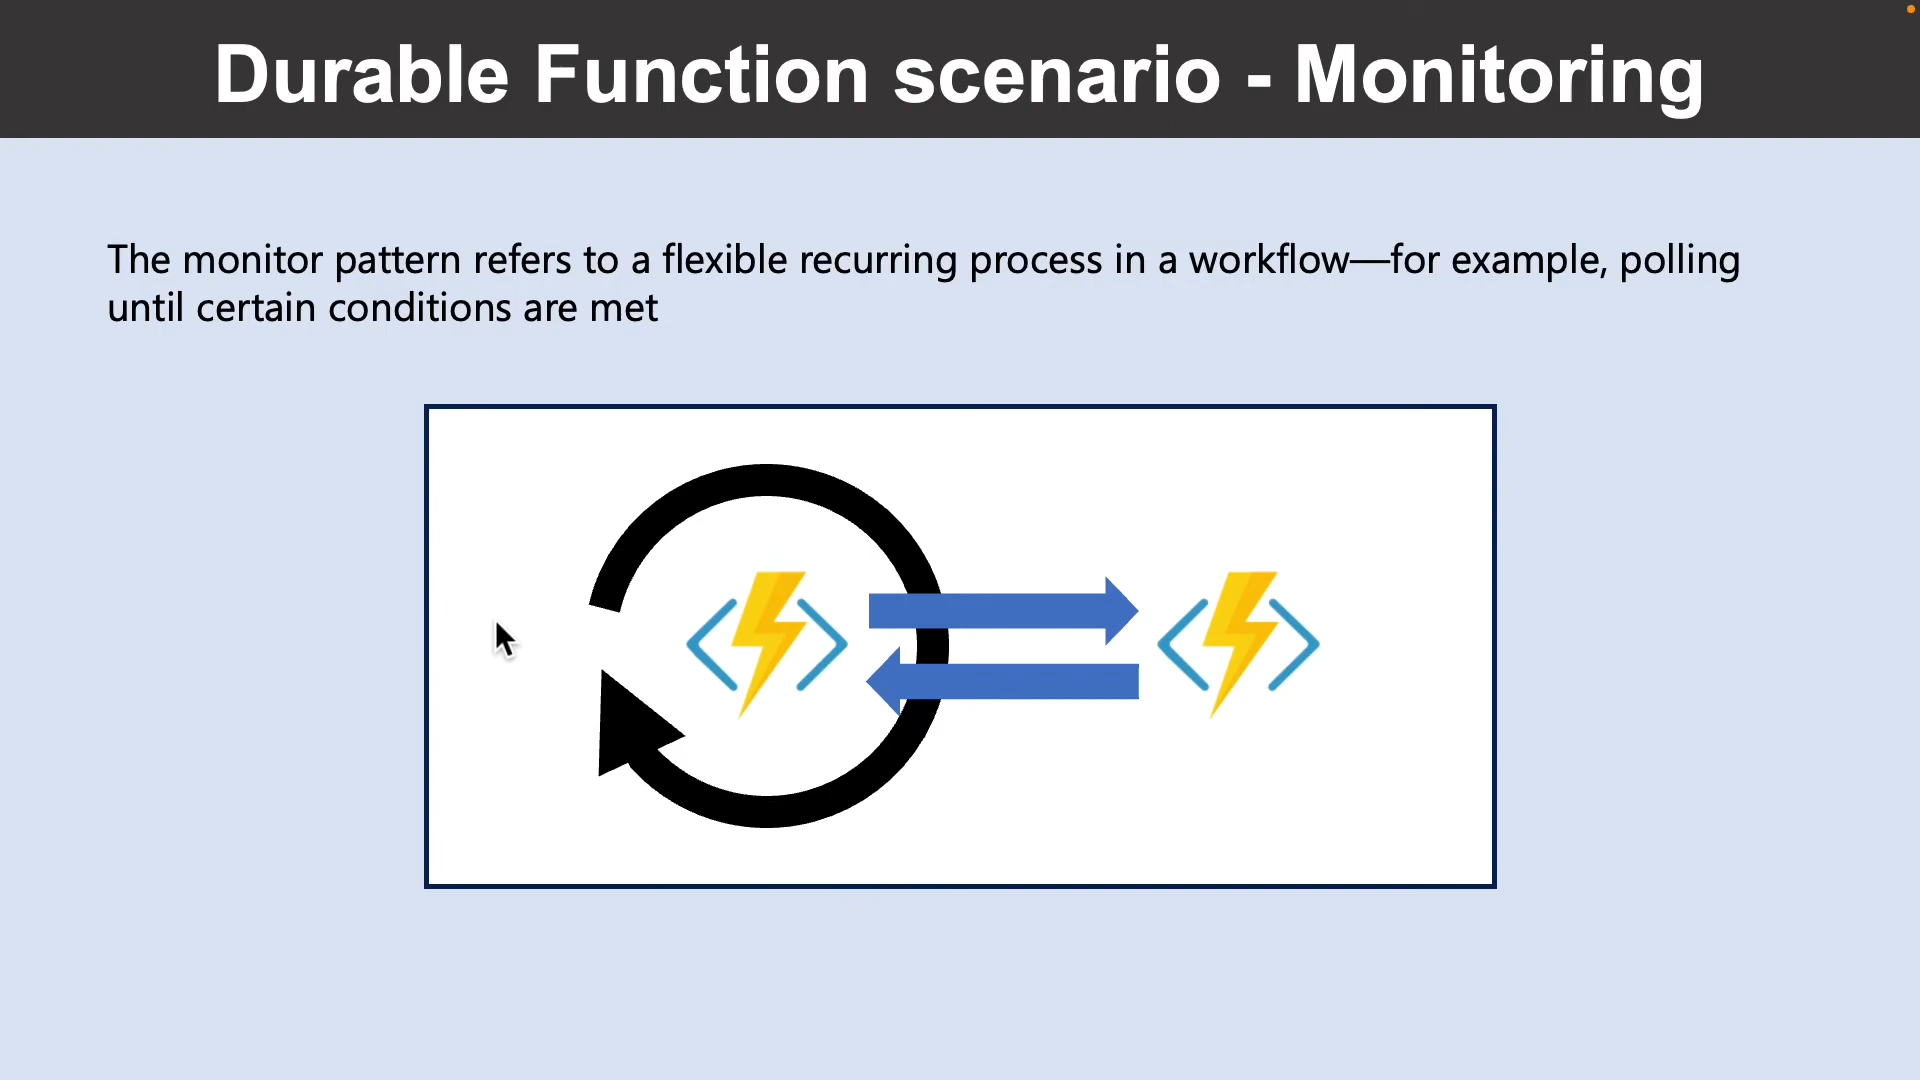 Durable Function scenario - Monitoring
The monitor pattern refers to a flexible recurring process in a workflow—for example, polling
until certain conditions are met